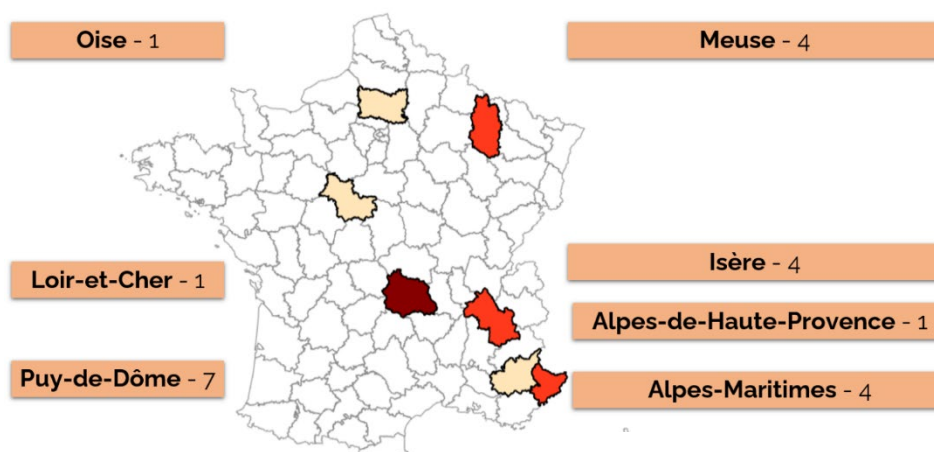 Oise - 1
Meuse - 4
Loir-et-Cher - 1
Isère - 4
Alpes-de-Haute-Provence - 1
Puy-de-Dôme - 7
Alpes-Maritimes - 4